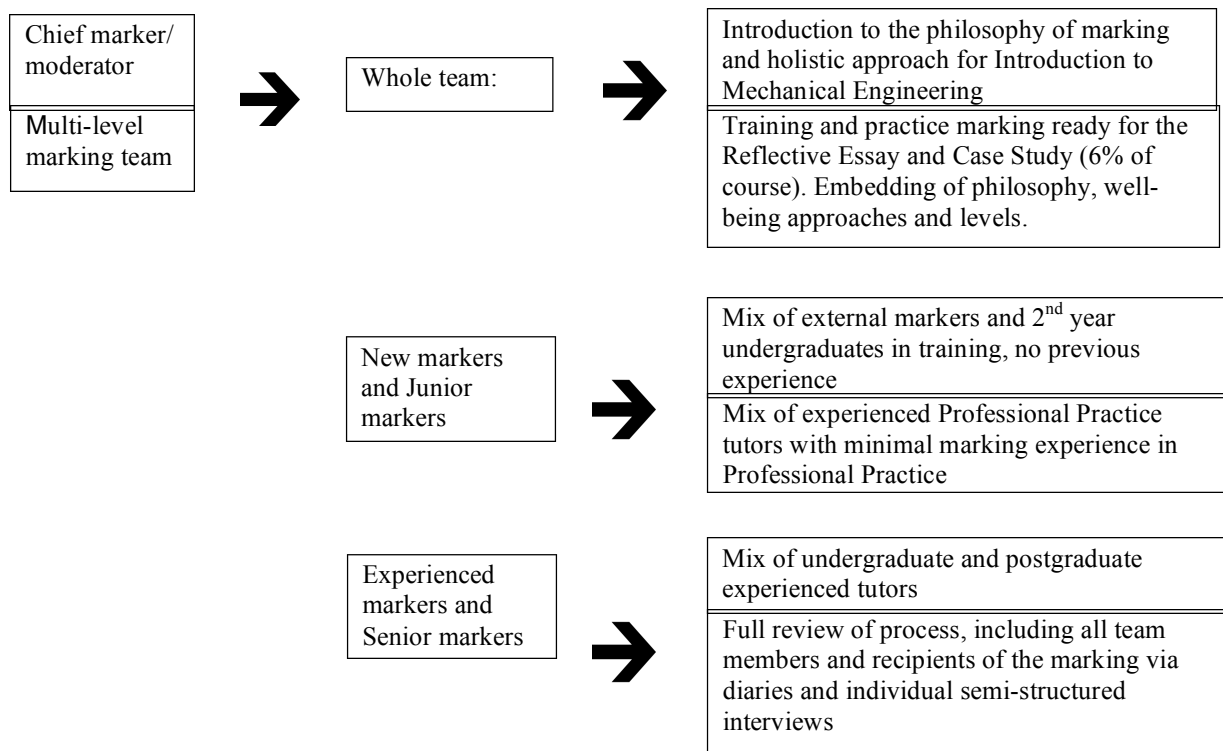 Chief marker/
moderator
Multi-level
marking team
Whole team:
Introduction to the philosophy of marking
and holistic approach for Introduction to
Mechanical Engineering
Training and practice marking ready for the
Reflective Essay and Case Study (6% of
course). Embedding of philosophy, well-
being approaches and levels.
New markers
and Junior
markers
Mix of external markers and 2nd year
undergraduates in training, no previous
experience
Mix of experienced Professional Practice
tutors with minimal marking experience in
Professional Practice
Experienced
markers and
Senior markers
Mix of undergraduate and postgraduate
experienced tutors
Full review of process, including all team
members and recipients of the marking via
diaries and individual semi-structured
interviews